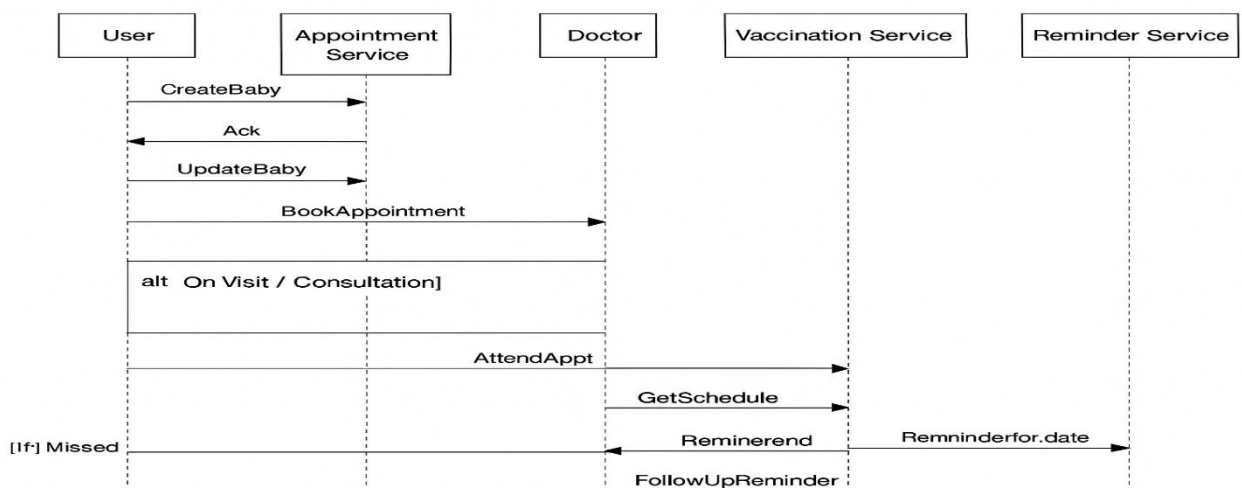 User
Appointment
Service
Doctor
Vaccination Service
Reminder Service
CreateBaby
Ack
UpdateBaby
BookAppointment
alt On Visit / Consultation]
AttendAppt
GetSchedule
[If·] Missed
Reminerend
Remninderfor.date
FollowUpReminder